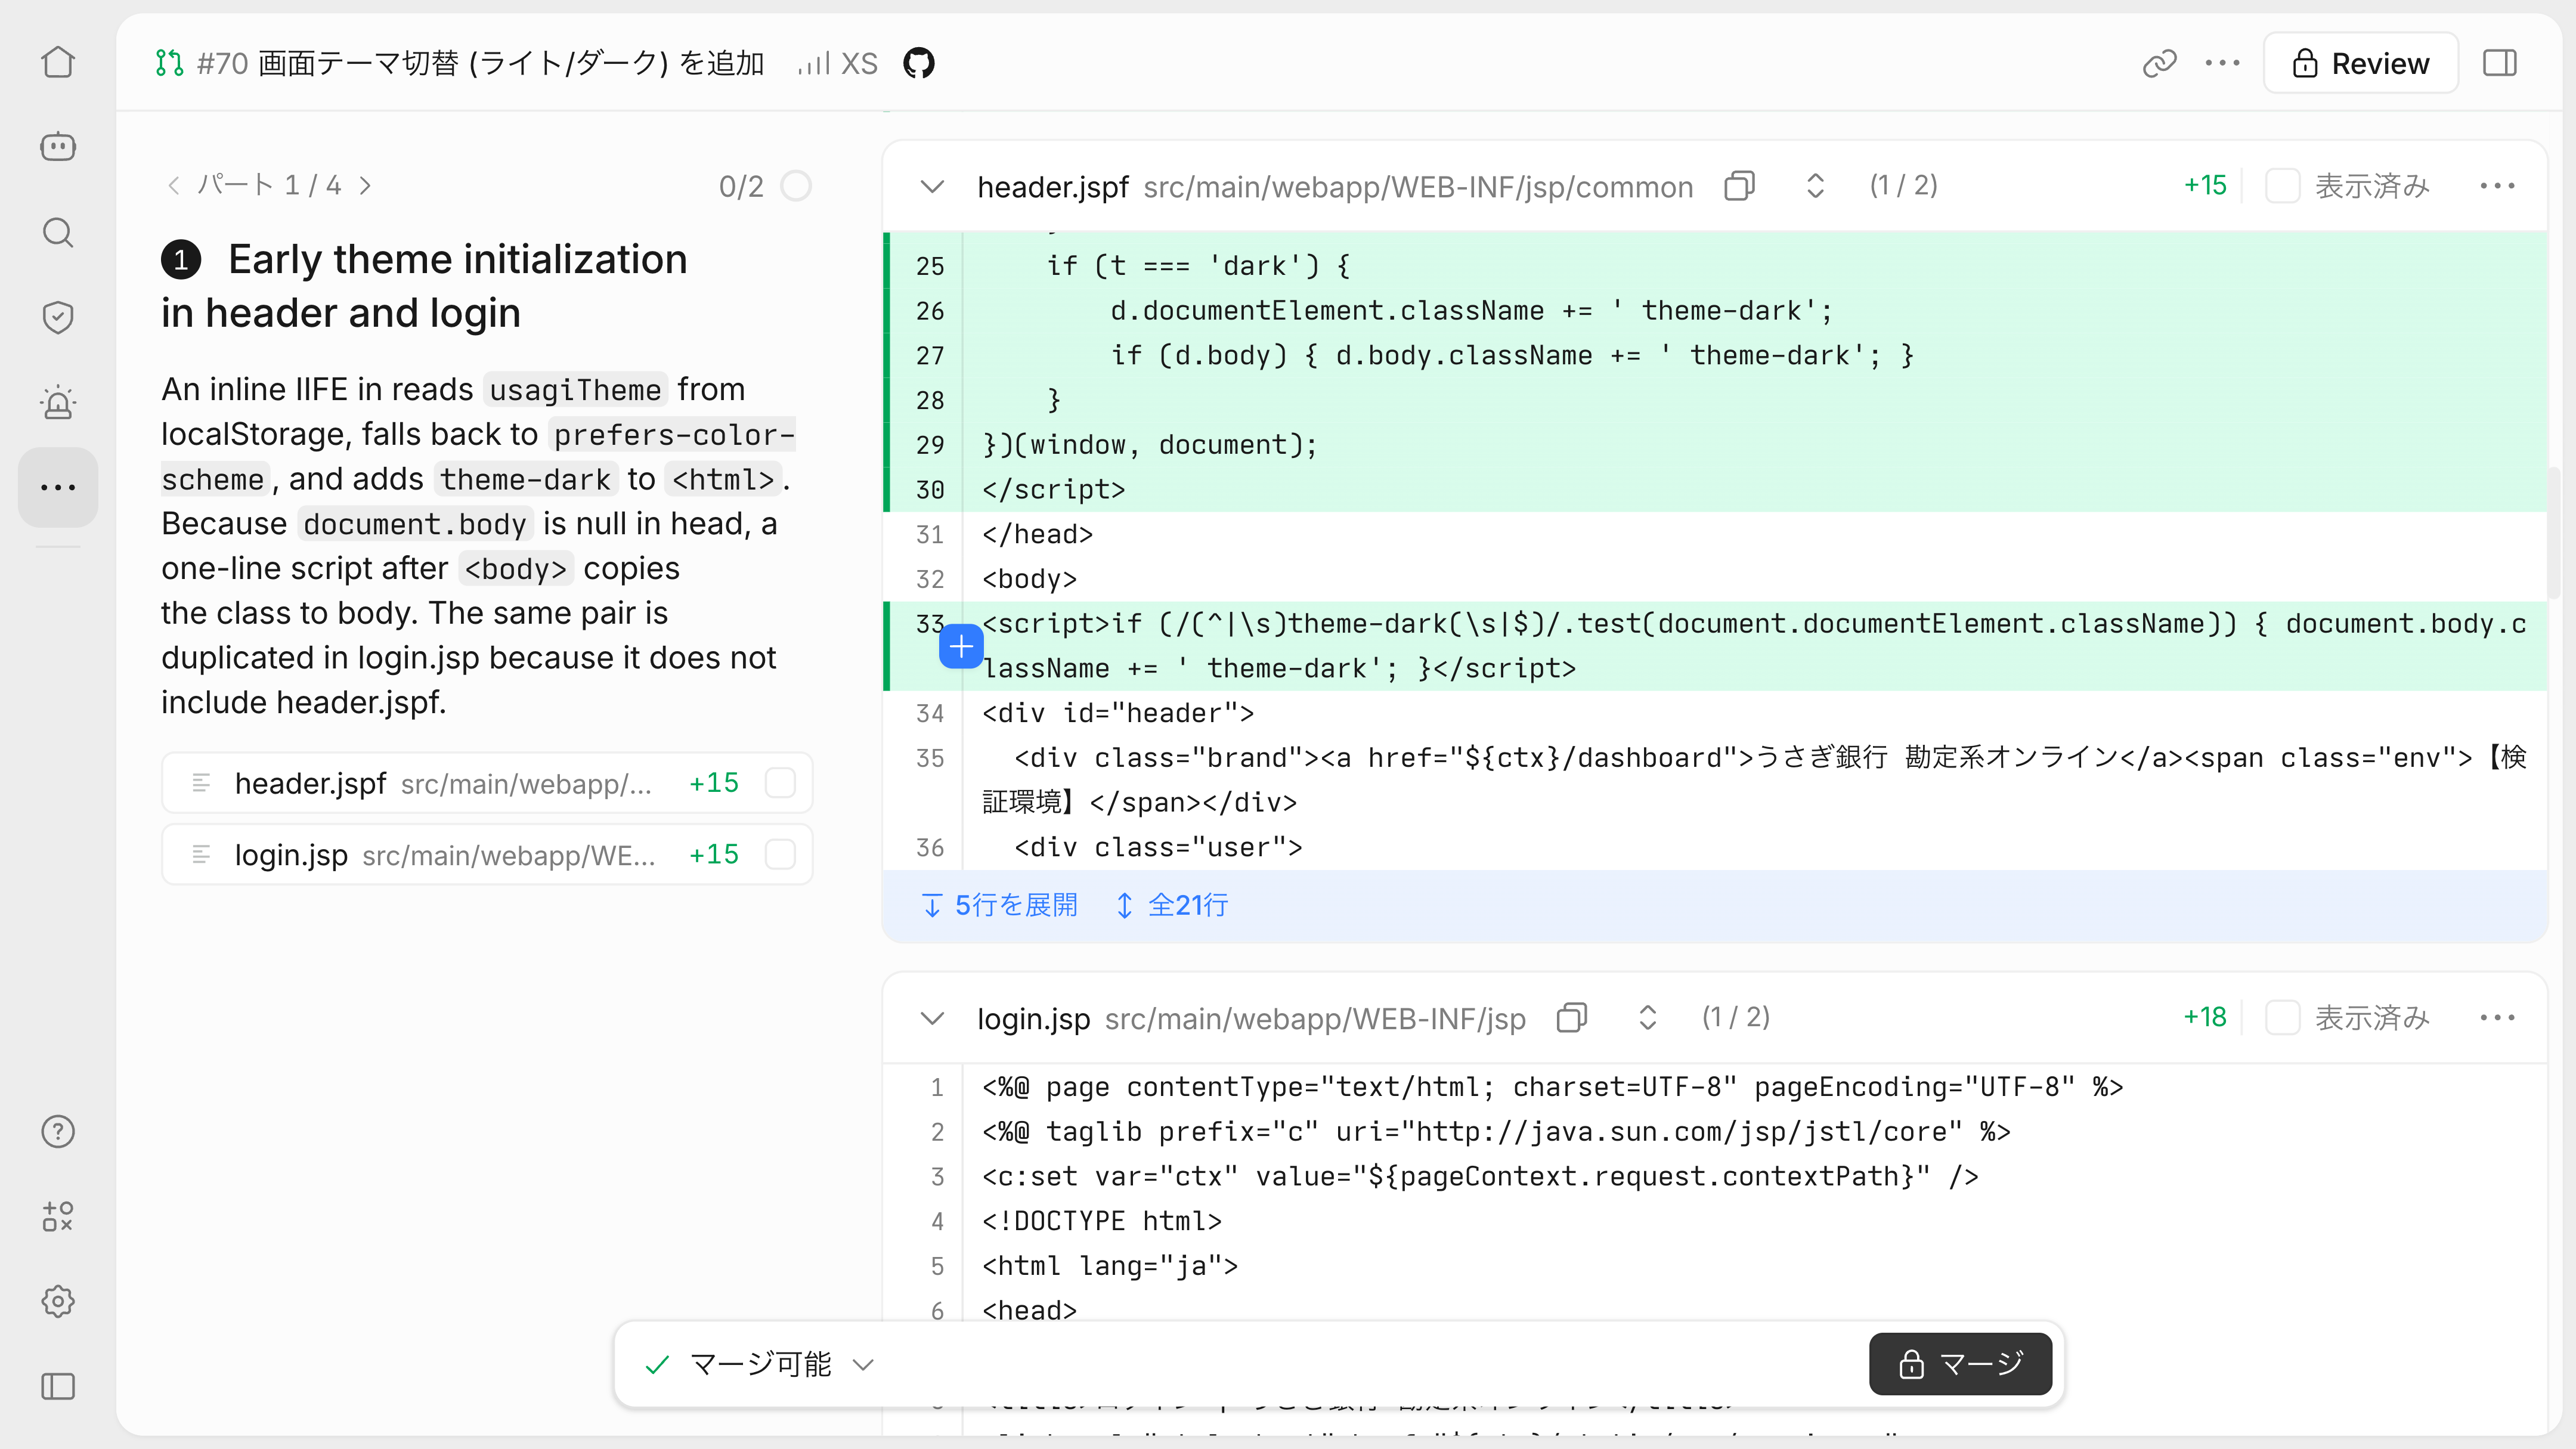 #70 画面テーマ切替 (ライト/ダーク) を追加 XS
Review
パート 1 / 4
0/2
1 Early theme initialization
in header and login
An inline IIFE in reads usagiTheme from
localStorage, falls back to prefers-color-
scheme, and adds theme-dark to <html>.
Because document.body is null in head, a
one-line script after <body> copies
the class to body. The same pair is
duplicated in login.jsp because it does not
include header.jspf.
header.jspf src/main/webapp/... +15
login.jsp src/main/webapp/WE... +15
header.jspf src/main/webapp/WEB-INF/jsp/common (1 / 2) +15 表示済み
25 if (t === 'dark') {
26 d.documentElement.className += ' theme-dark';
27 if (d.body) { d.body.className += ' theme-dark'; }
28 }
29 })(window, document);
30 </script>
31 </head>
32 <body>
33 <script>if (/(^|\s)theme-dark(\s|$)/.test(document.documentElement.className)) { document.body.c
lassName += ' theme-dark'; }</script>
34 <div id="header">
35 <div class="brand"><a href="${ctx}/dashboard">うさぎ銀行 勘定系オンライン</a><span class="env">【検
証環境】</span></div>
36 <div class="user">
5行を展開 全21行
login.jsp src/main/webapp/WEB-INF/jsp (1 / 2) +18 表示済み
1 <%@ page contentType="text/html; charset=UTF-8" pageEncoding="UTF-8" %>
2 <%@ taglib prefix="c" uri="http://java.sun.com/jsp/jstl/core" %>
3 <c:set var="ctx" value="${pageContext.request.contextPath}" />
4 <!DOCTYPE html>
5 <html lang="ja">
6 <head>
マージ可能
マージ